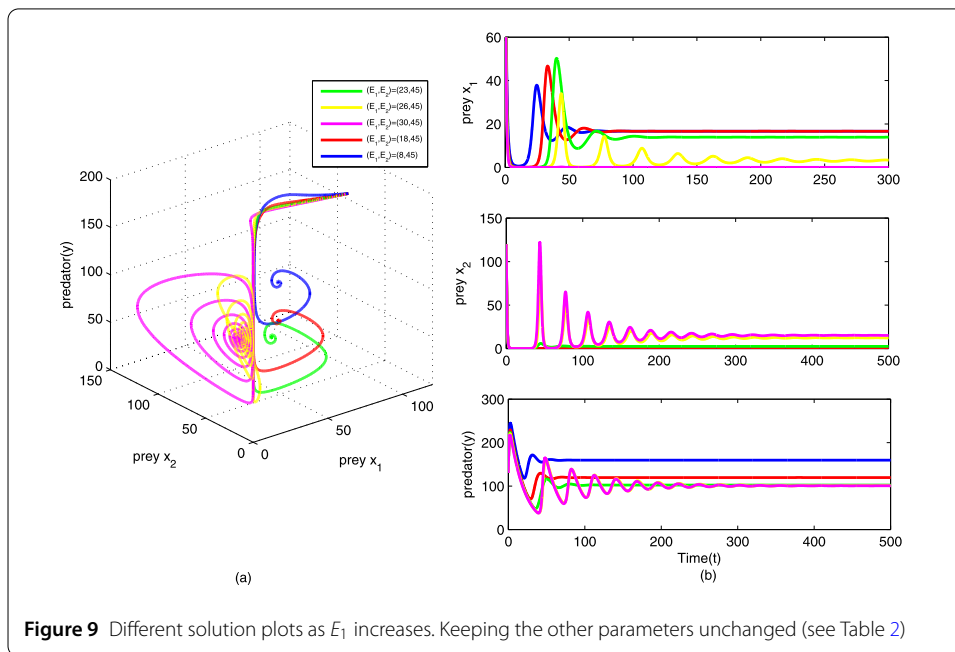 (E₁,E₂)=(23,45)
(E₁,E₂)=(26,45)
(E₁,E₂)=(30,45)
(E₁,E₂)=(18,45)
(E₁,E₂)=(8,45)
200
150
100
50
0
predator(y)
150
100
50
0
prey x₂
0
50
100
prey x₁
(a)
60
40
20
0
prey x₁
0 50 100 150 200 250 300
150
100
50
0
prey x₂
0 100 200 300 400 500
300
200
100
0
predator(y)
0 100 200 300 400 500
Time(t)
(b)
Figure 9 Different solution plots as E₁ increases. Keeping the other parameters unchanged (see Table 2)